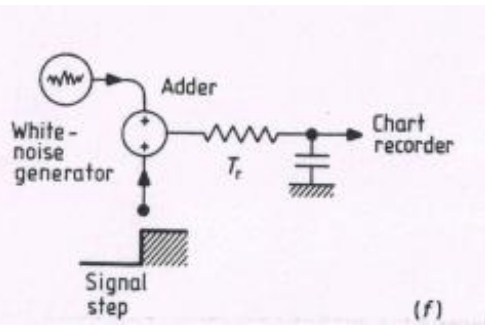 Adder
White-
noise
generator
+
+
Tr
Chart
recorder
Signal
step
(f)